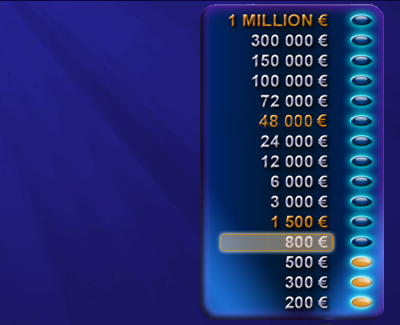 1 MILLION €
300 000 €
150 000 €
100 000 €
72 000 €
48 000 €
24 000 €
12 000 €
6 000 €
3 000 €
1 500 €
800 €
500 €
300 €
200 €